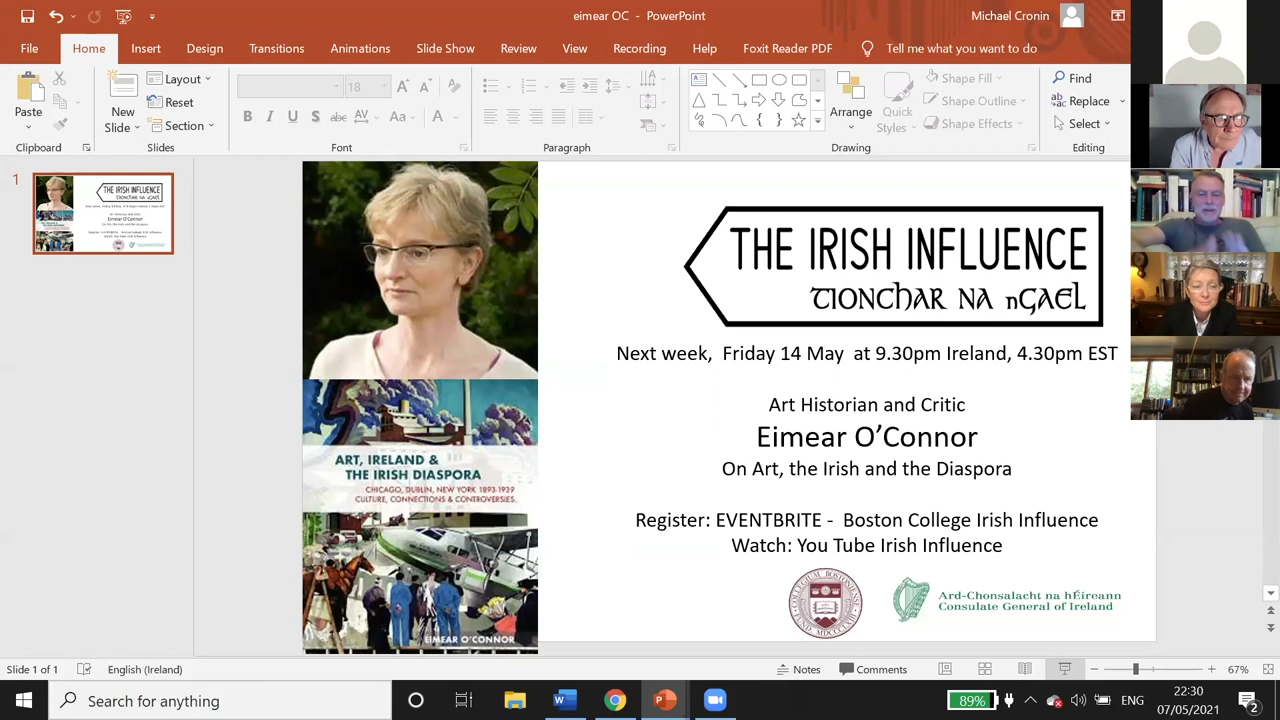 eimear OC - PowerPoint
Michael Cronin
File Home Insert Design Transitions Animations Slide Show Review View Recording Help Foxit Reader PDF Tell me what you want to do
Paste
Clipboard
New Slide
Layout
Reset
Section
Slides
18
B I U S abc AV Aa A
Font
Paragraph
Arrange
Quick Styles
Shape Fill
Shape Outline
Shape Effects
Drawing
Find
Replace
Select
Editing
1
THE IRISH INFLUENCE
TIONCHAR NA nGAEL
Next week, Friday 14 May at 9.30pm Ireland, 4.30pm EST
Art Historian and Critic
Eimear O’Connor
On Art, the Irish and the Diaspora
Register: EVENTBRITE - Boston College Irish Influence
Watch: You Tube Irish Influence
Ard-Chonsalacht na hÉireann
Consulate General of Ireland
ART, IRELAND &
THE IRISH DIASPORA
CHICAGO, DUBLIN, NEW YORK 1893-1939
CULTURE, CONNECTIONS & CONTROVERSIES
EIMEAR O'CONNOR
Slide 1 of 1
English (Ireland)
Notes
Comments
67%
Search for anything
89%
ENG
22:30
07/05/2021
2